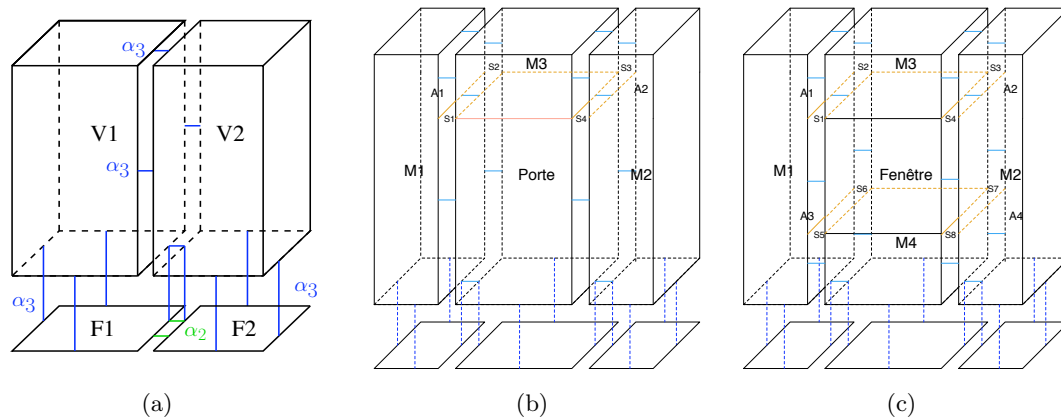 α3
V1
V2
α3
α3
α3
F1
α2
F2
(a)
M3
S2
S3
A1
A2
S1
S4
M1
Porte
M2
(b)
M3
S2
S3
A1
A2
S1
S4
M1
Fenêtre
M2
S6
S7
A3
A4
S5
S8
M4
(c)